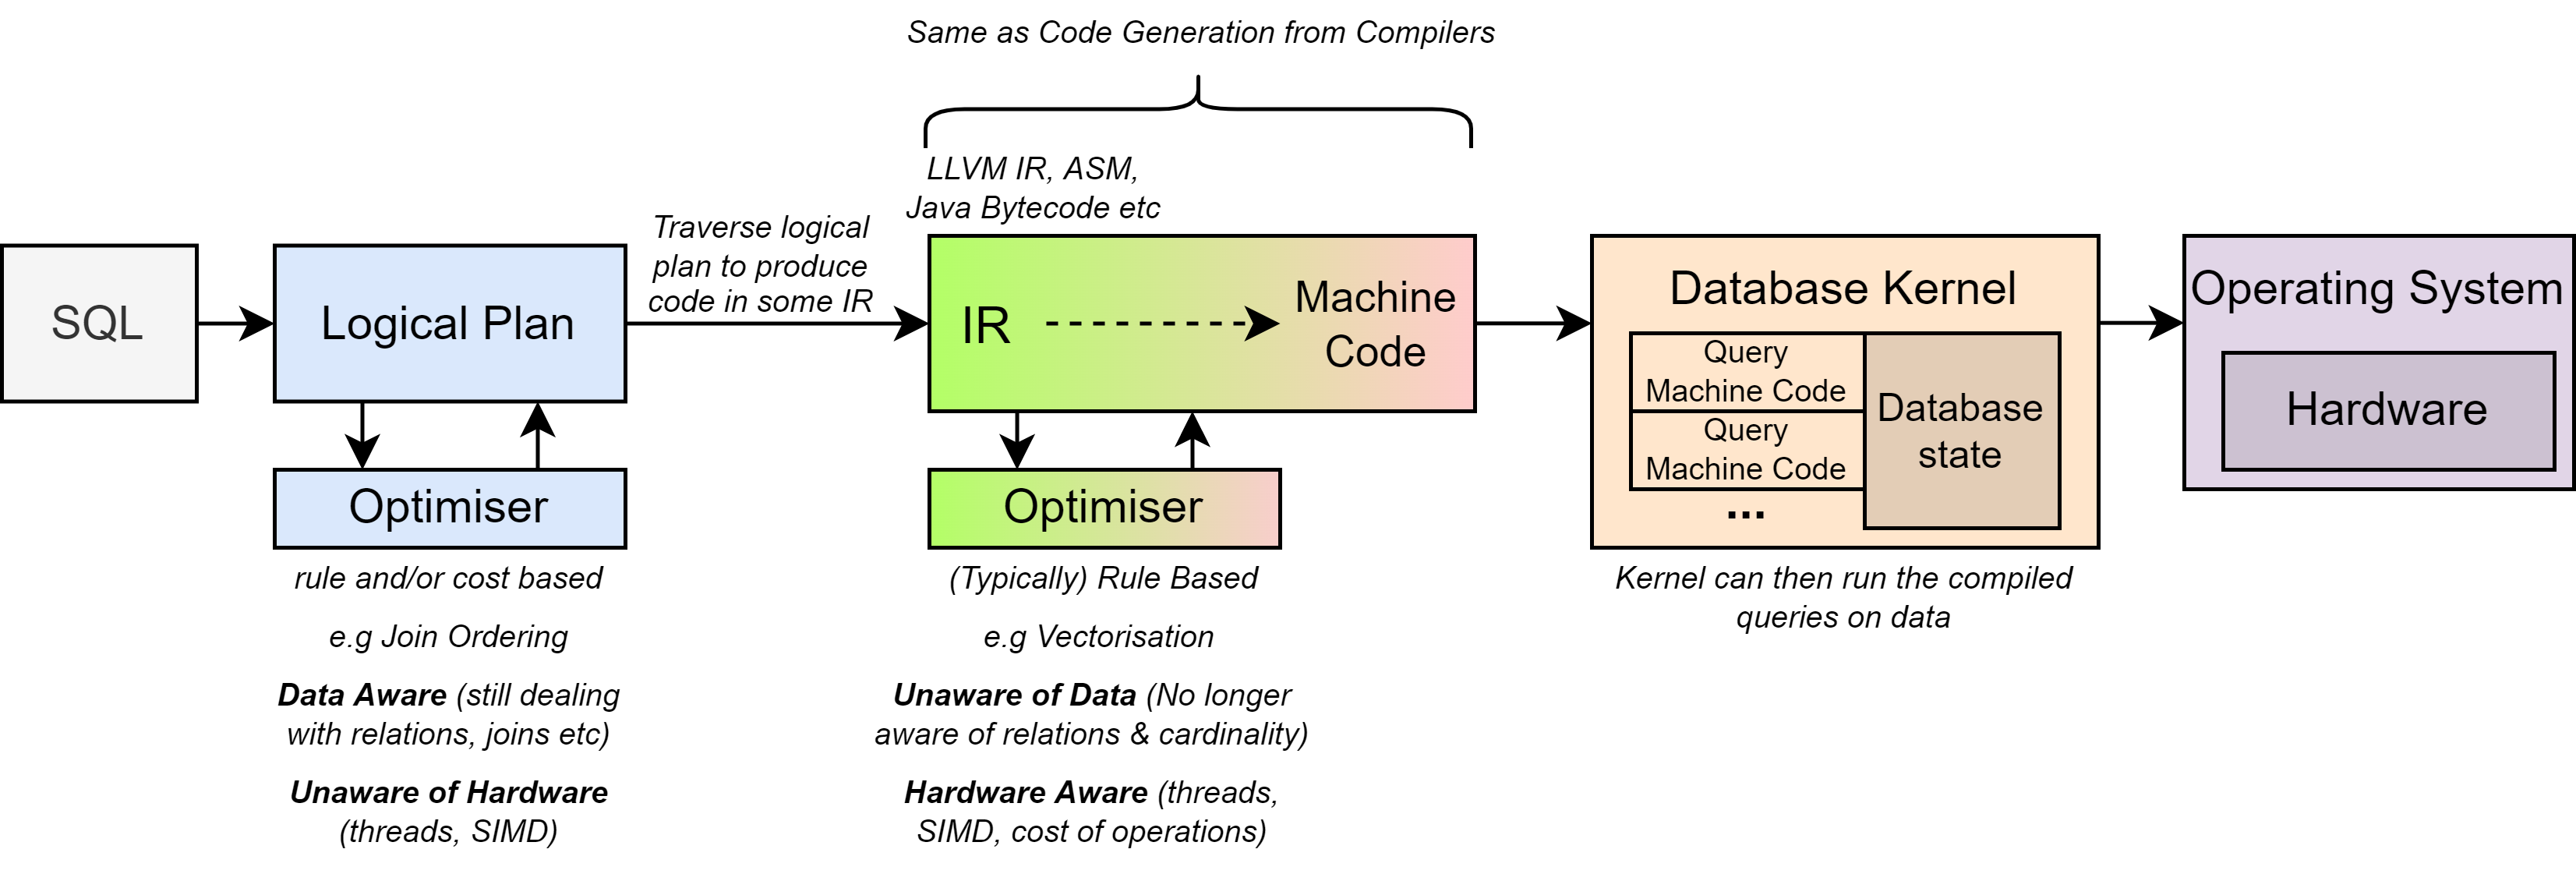 Same as Code Generation from Compilers
LLVM IR, ASM,
Java Bytecode etc
SQL
Logical Plan
Traverse logical
plan to produce
code in some IR
IR
Machine
Code
Database Kernel
Query
Machine Code
Query
Machine Code
...
Database
state
Operating System
Hardware
Optimiser
rule and/or cost based
e.g Join Ordering
Data Aware (still dealing
with relations, joins etc)
Unaware of Hardware
(threads, SIMD)
Optimiser
(Typically) Rule Based
e.g Vectorisation
Unaware of Data (No longer
aware of relations & cardinality)
Hardware Aware (threads,
SIMD, cost of operations)
Kernel can then run the compiled
queries on data